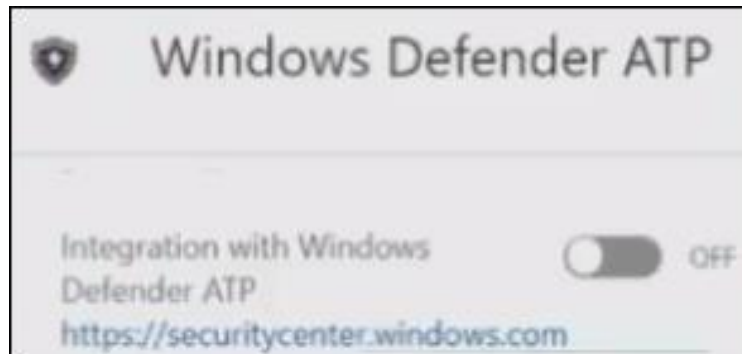 Windows Defender ATP
Integration with Windows
OFF
Defender ATP
https://securitycenter.windows.com